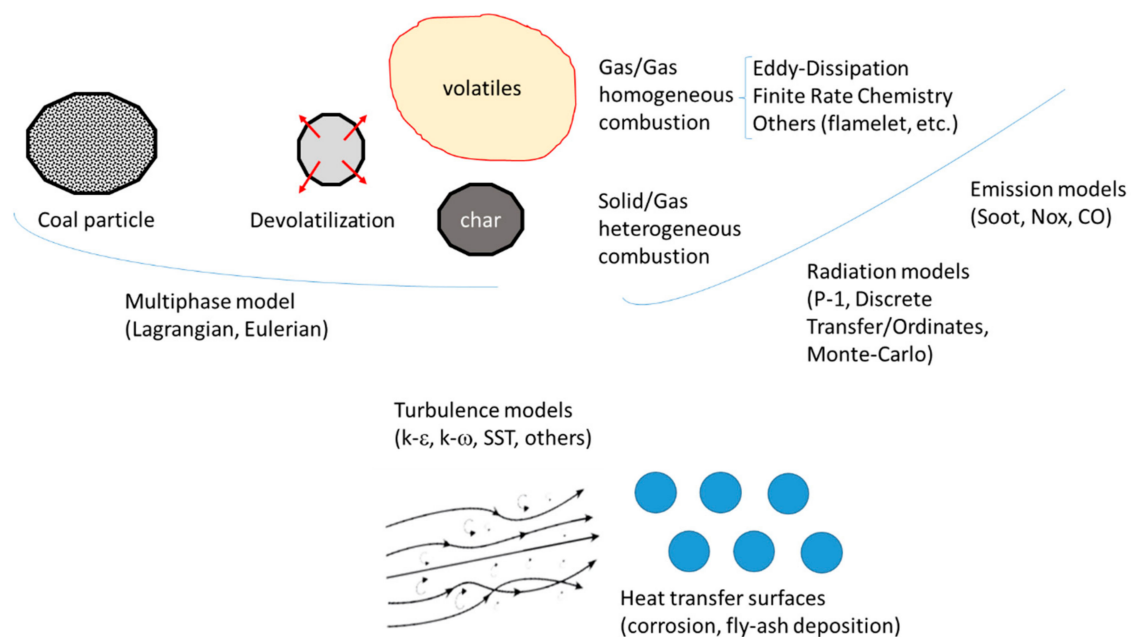 volatiles
Gas/Gas
homogeneous
combustion
Eddy-Dissipation
Finite Rate Chemistry
Others (flamelet, etc.)
Coal particle
Devolatilization
char
Solid/Gas
heterogeneous
combustion
Emission models
(Soot, Nox, CO)
Multiphase model
(Lagrangian, Eulerian)
Radiation models
(P-1, Discrete
Transfer/Ordinates,
Monte-Carlo)
Turbulence models
(k-ε, k-ω, SST, others)
Heat transfer surfaces
(corrosion, fly-ash deposition)